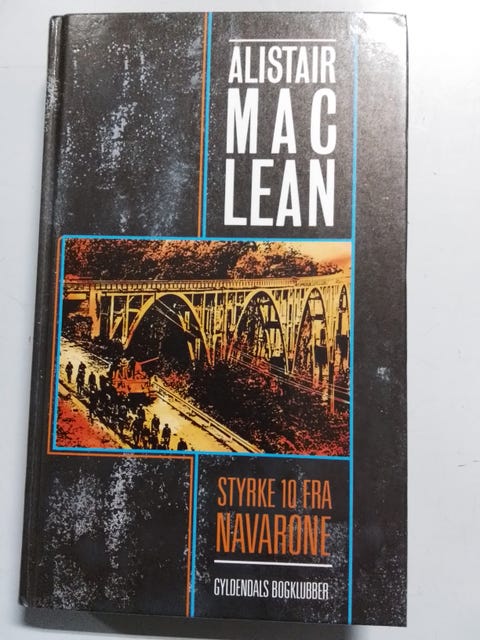 ALISTAIR
MAC
LEAN
STYRKE 10 FRA
NAVARONE
GYLDENDALS BOGKLUBBER